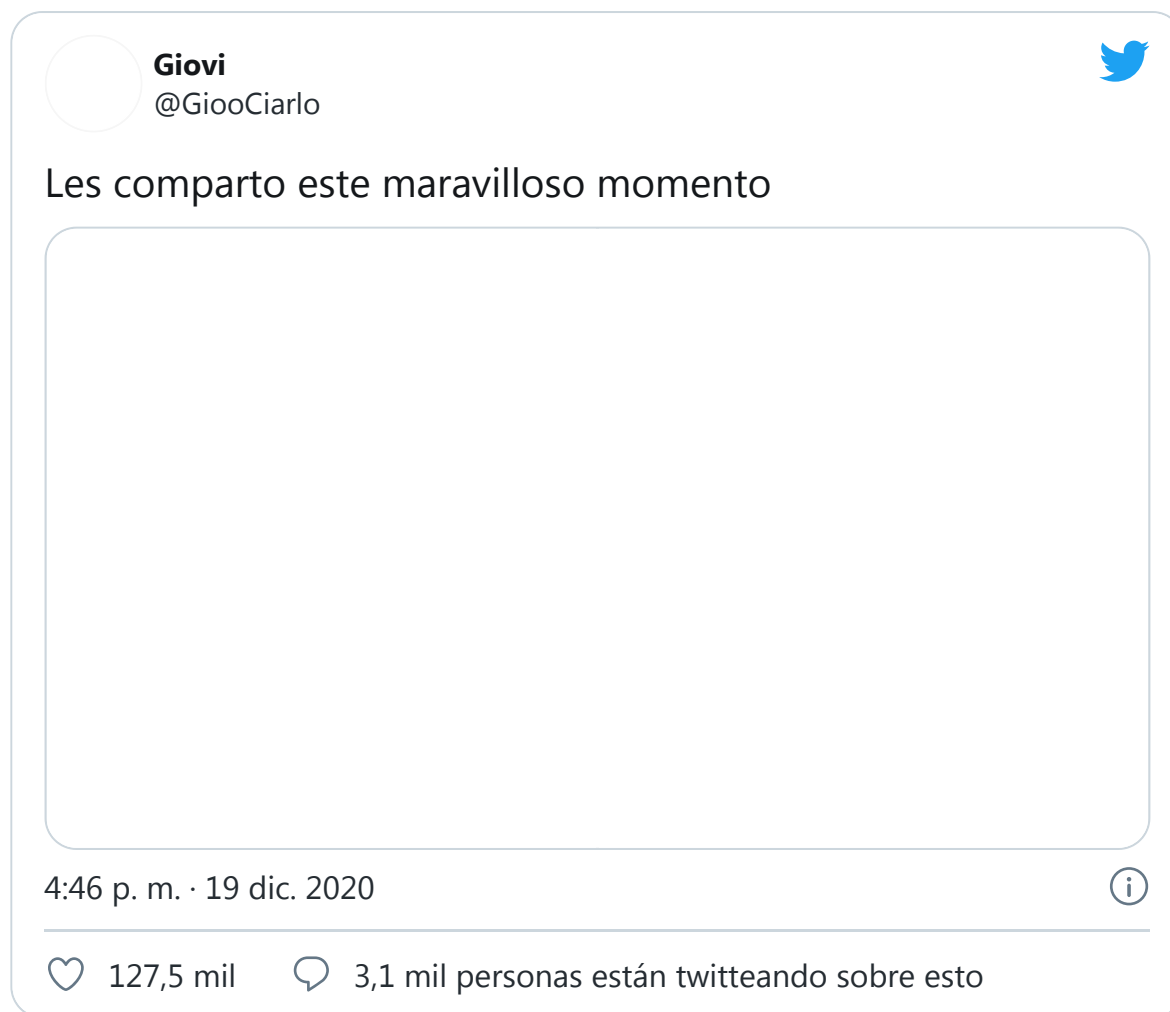 Giovi
@GiooCiarlo
Les comparto este maravilloso momento
4:46 p. m. · 19 dic. 2020
127,5 mil 3,1 mil personas están twitteando sobre esto